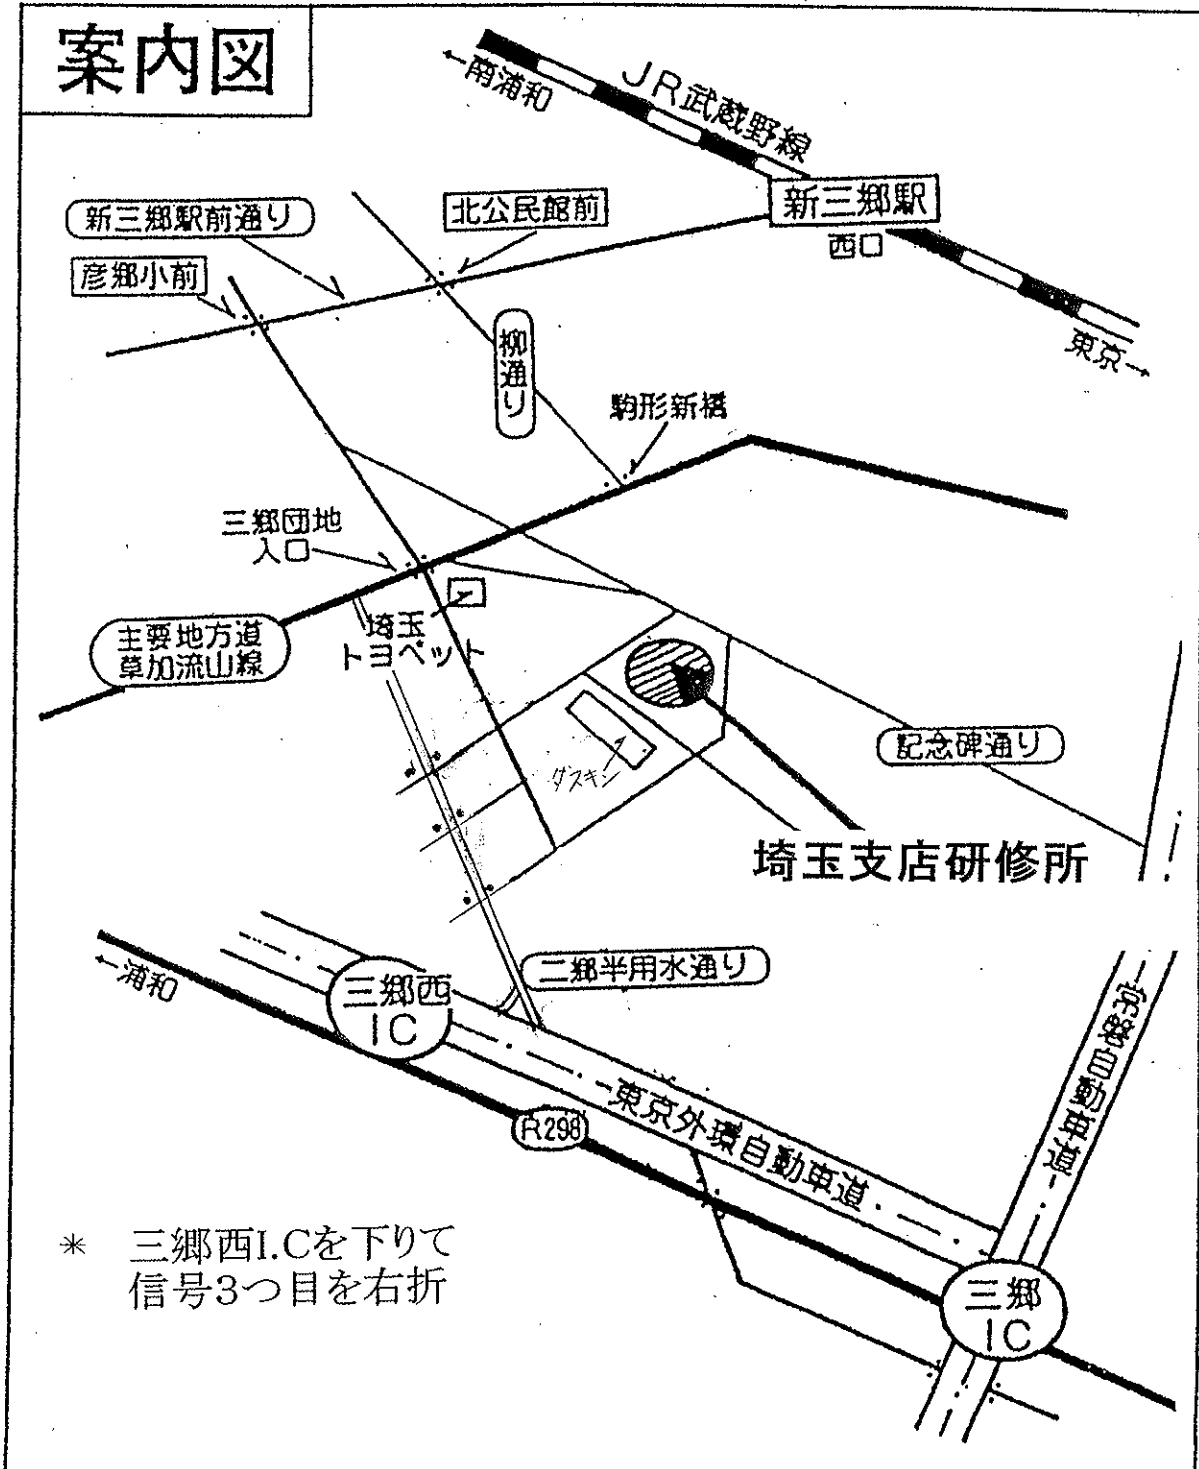 案内図
←南浦和
JR武蔵野線
新三郷駅
西口
東京→
新三郷駅前通り
北公民館前
彦郷小前
柳通り
駒形新橋
三郷団地
入口
埼玉
トヨペット
主要地方道
草加流山線
ダスキン
記念碑通り
埼玉支店研修所
←浦和
三郷西
IC
二郷半用水通り
常磐自動車道
東京外環自動車道
R298
三郷
IC
* 三郷西I.Cを下りて
信号3つ目を右折